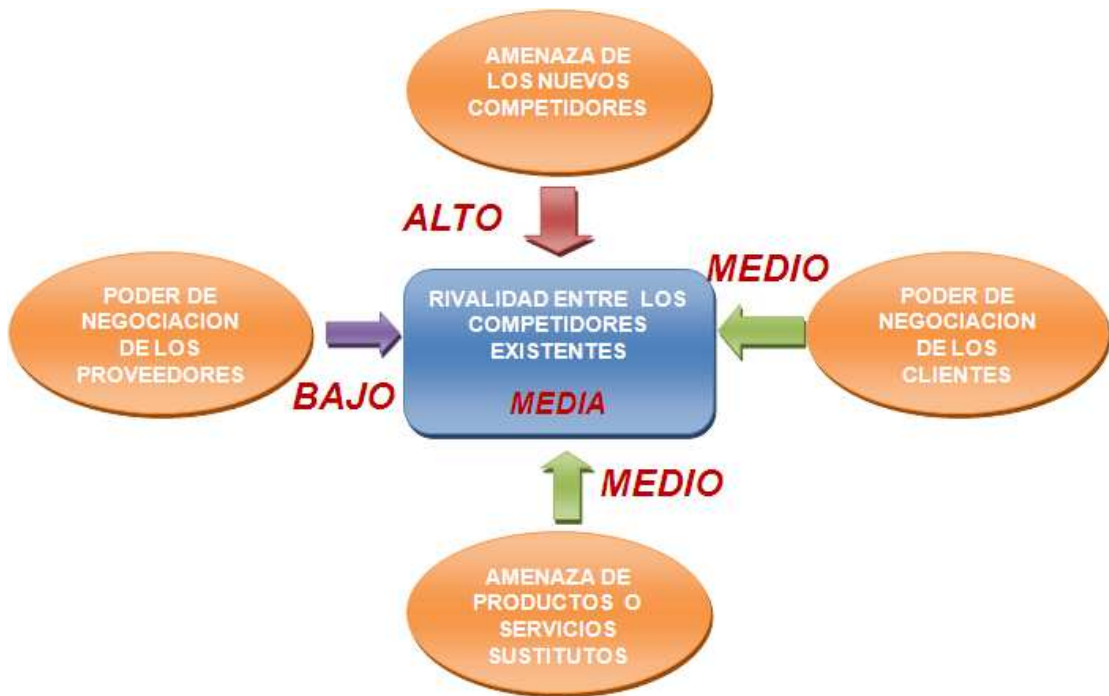 AMENAZA DE
LOS NUEVOS
COMPETIDORES
ALTO
MEDIO
PODER DE
NEGOCIACION
DE LOS
PROVEEDORES
BAJO
RIVALIDAD ENTRE LOS
COMPETIDORES
EXISTENTES
MEDIA
PODER DE
NEGOCIACION
DE LOS
CLIENTES
MEDIO
AMENAZA DE
PRODUCTOS O
SERVICIOS
SUSTITUTOS